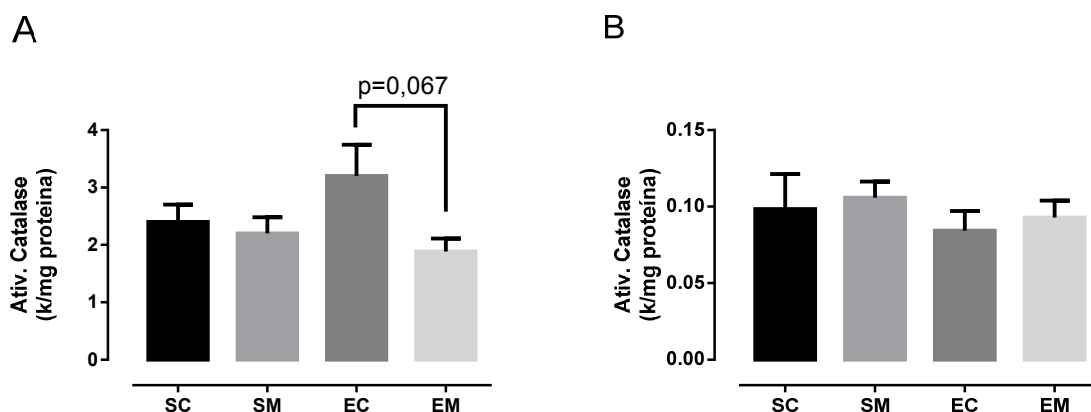 A
p=0,067
4
3
2
1
0
Ativ. Catalase
(k/mg proteína)
SC SM EC EM
B
0.15
0.10
0.05
0.00
Ativ. Catalase
(k/mg proteína)
SC SM EC EM